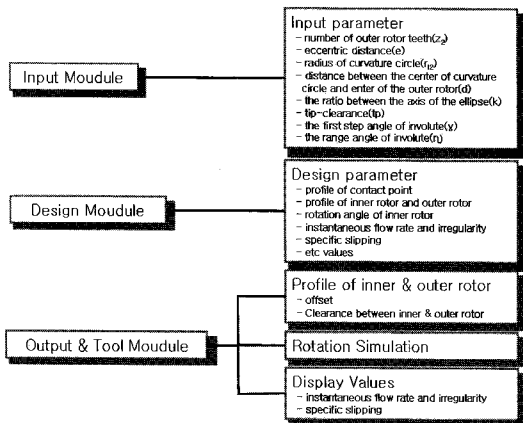 Input Moudule
Input parameter
- number of outer rotor teeth(z₂)
- eccentric distance(e)
- radius of curvature circle(r₁₂)
- distance between the center of curvature
circle and enter of the outer rotor(d)
- the ratio between the axis of the ellipse(k)
- tip-clearance(tp)
- the first step angle of involute(
- the range angle of involute(
Design Moudule
Design parameter
- profile of contact point
- profile of inner rotor and outer rotor
- rotation angle of inner rotor
- instantaneous flow rate and irregularity
- specific slipping
- etc values
Output & Tool Moudule
Profile of inner & outer rotor
- offset
- Clearance between inner & outer rotor
Rotation Simulation
Display Values
- instantaneous flow rate and irregularity
- specific slipping